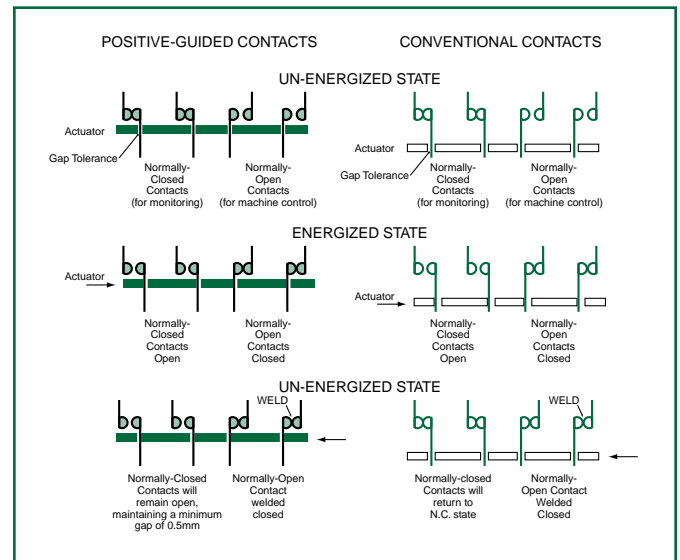 POSITIVE-GUIDED CONTACTS
CONVENTIONAL CONTACTS
UN-ENERGIZED STATE
Actuator
Gap Tolerance
Normally-
Closed
Contacts
(for monitoring)
Normally-
Open
Contacts
(for machine control)
Actuator
Gap Tolerance
Normally-
Closed
Contacts
(for monitoring)
Normally-
Open
Contacts
(for machine control)
ENERGIZED STATE
Actuator
Normally-
Closed
Contacts
Open
Normally-
Open
Contacts
Closed
Actuator
Normally-
Closed
Contacts
Open
Normally-
Open
Contacts
Closed
UN-ENERGIZED STATE
WELD
Normally-Closed
Contacts will
remain open,
maintaining a minimum
gap of 0.5mm
Normally-Open
Contact
welded
closed
WELD
Normally-closed
Contacts will
return to
N.C. state
Normally-
Open Contact
Welded
Closed